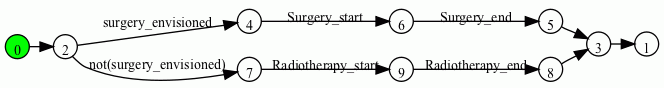 surgery_envisioned
Surgery_start
Surgery_end
0
2
4
6
5
3
1
not(surgery_envisioned)
Radiotherapy_start
Radiotherapy_end
7
9
8